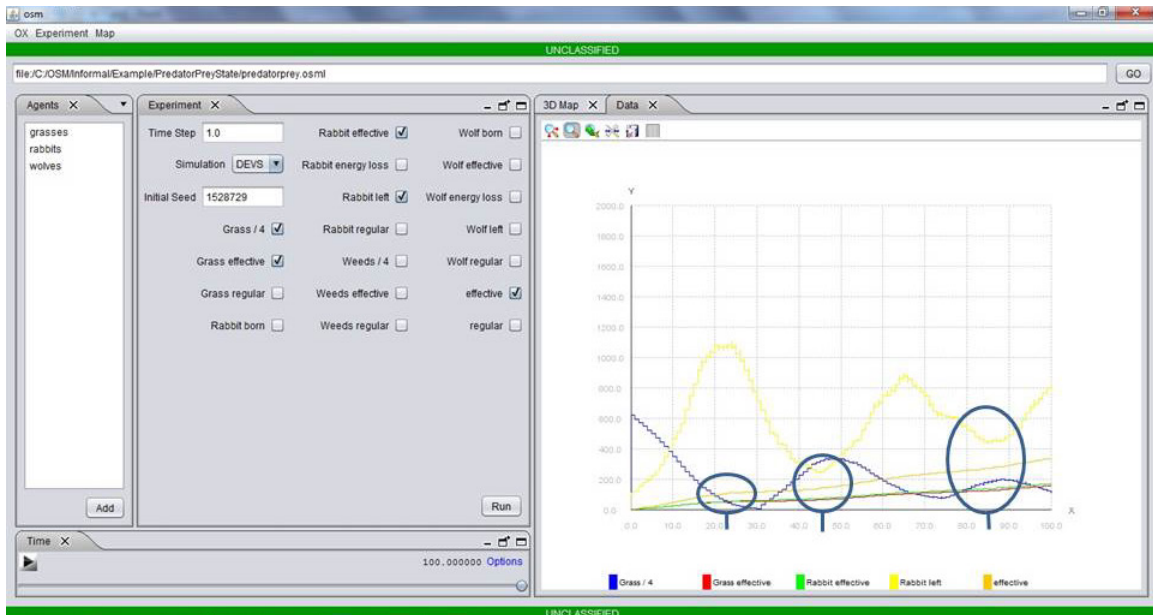 osm
OX Experiment Map
UNCLASSIFIED
file:/C:/OSM/Informal/Example/PredatorPreyState/predatorprey.osml
GO
Agents X
grasses
rabbits
wolves
Add
Experiment X
Time Step 1.0 Rabbit effective Wolf born
Simulation DEVS Rabbit energy loss Wolf effective
Initial Seed 1528729 Rabbit left Wolf energy loss
Grass / 4 Rabbit regular Wolf left
Grass effective Weeds / 4 Wolf regular
Grass regular Weeds effective effective
Rabbit born Weeds regular regular
Run
Time X
100.000000 Options
3D Map X Data X
Y
2000.0
1800.0
1600.0
1400.0
1200.0
1000.0
800.0
600.0
400.0
200.0
0.0
X
0.0 10.0 20.0 30.0 40.0 50.0 60.0 70.0 80.0 90.0 100.0
Grass / 4 Grass effective Rabbit effective Rabbit left effective
UNCLASSIFIED